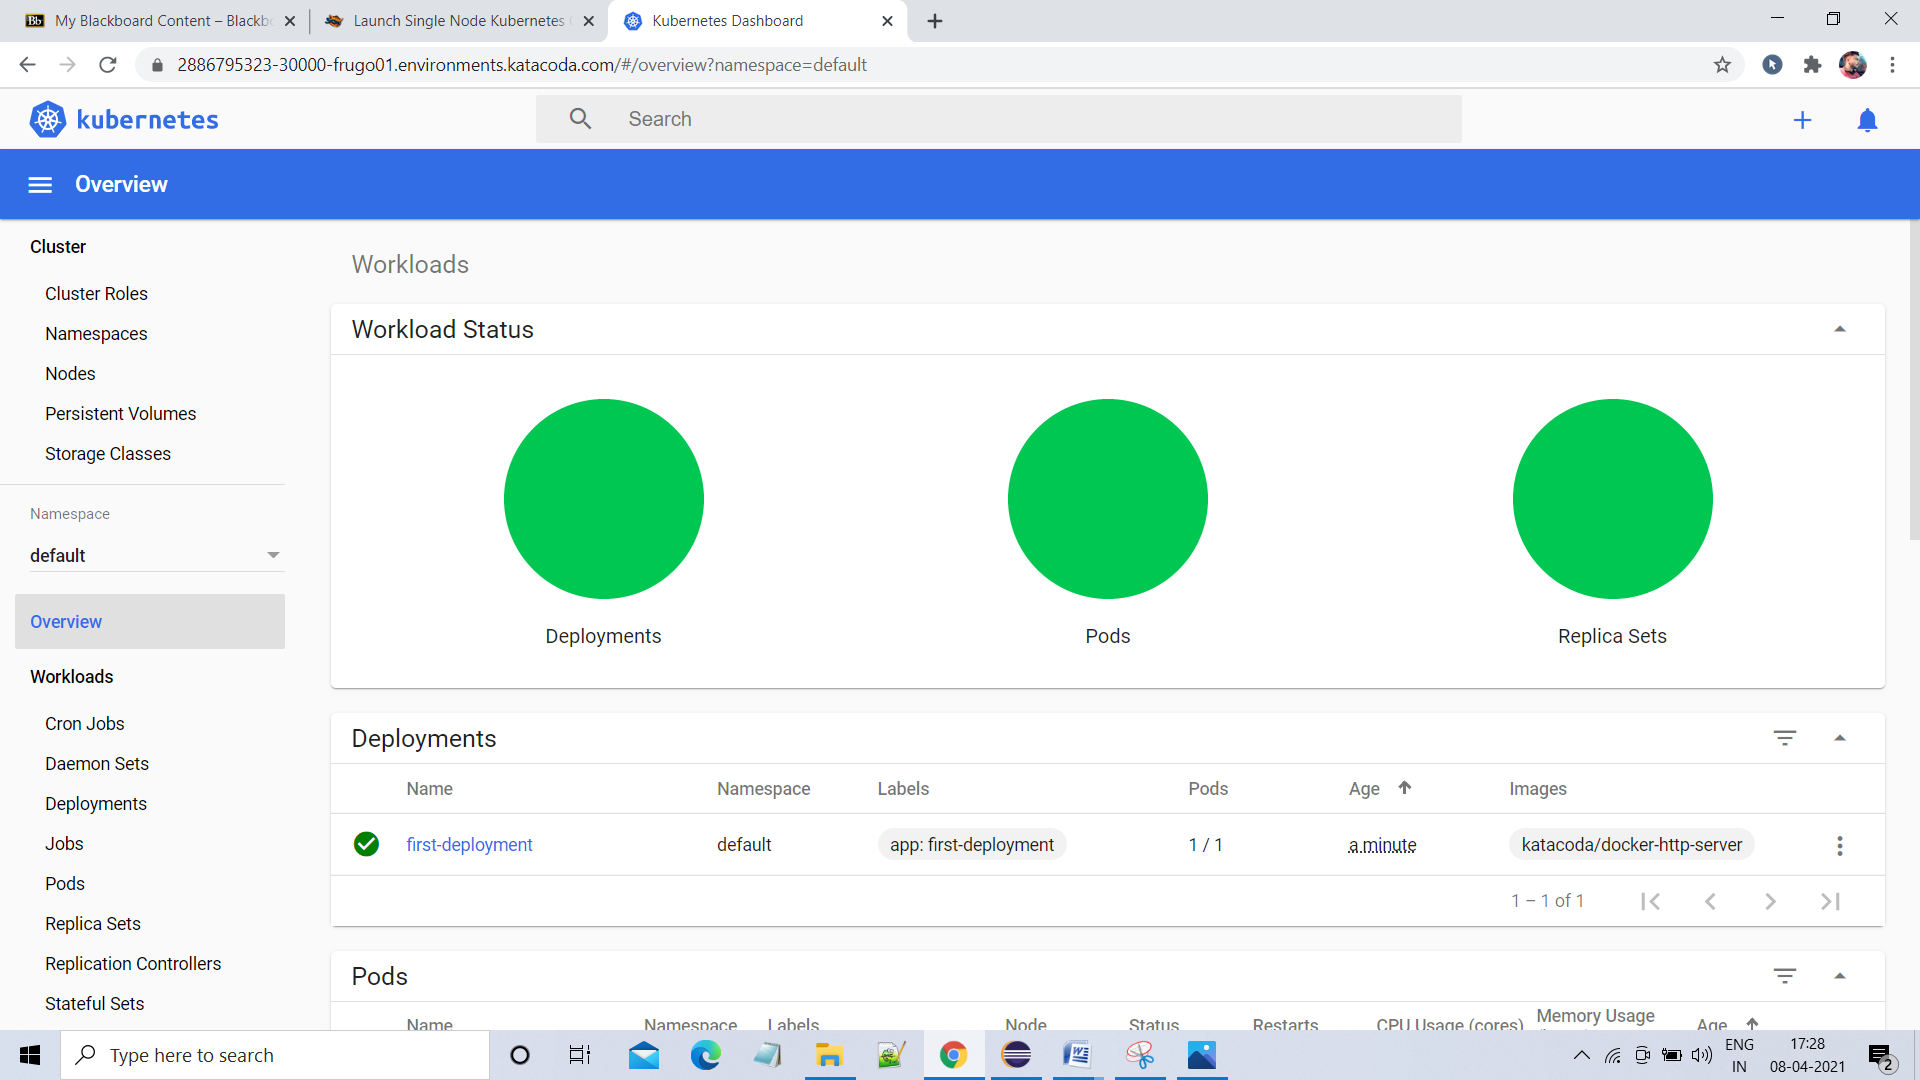 My Blackboard Content – Blackb
Launch Single Node Kubernetes
Kubernetes Dashboard
2886795323-30000-frugo01.environments.katacoda.com/#/overview?namespace=default
kubernetes
Search
Overview
Cluster
Cluster Roles
Namespaces
Nodes
Persistent Volumes
Storage Classes
Namespace
default
Overview
Workloads
Cron Jobs
Daemon Sets
Deployments
Jobs
Pods
Replica Sets
Replication Controllers
Stateful Sets
Workloads
Workload Status
Deployments Pods Replica Sets
Deployments
Name Namespace Labels Pods Age Images
first-deployment default app: first-deployment 1 / 1 a minute katacoda/docker-http-server
1 – 1 of 1
Pods
Name Namespace Labels Node Status Restarts CPU Usage (cores) Memory Usage Age
Type here to search
ENG
IN
17:28
08-04-2021
2